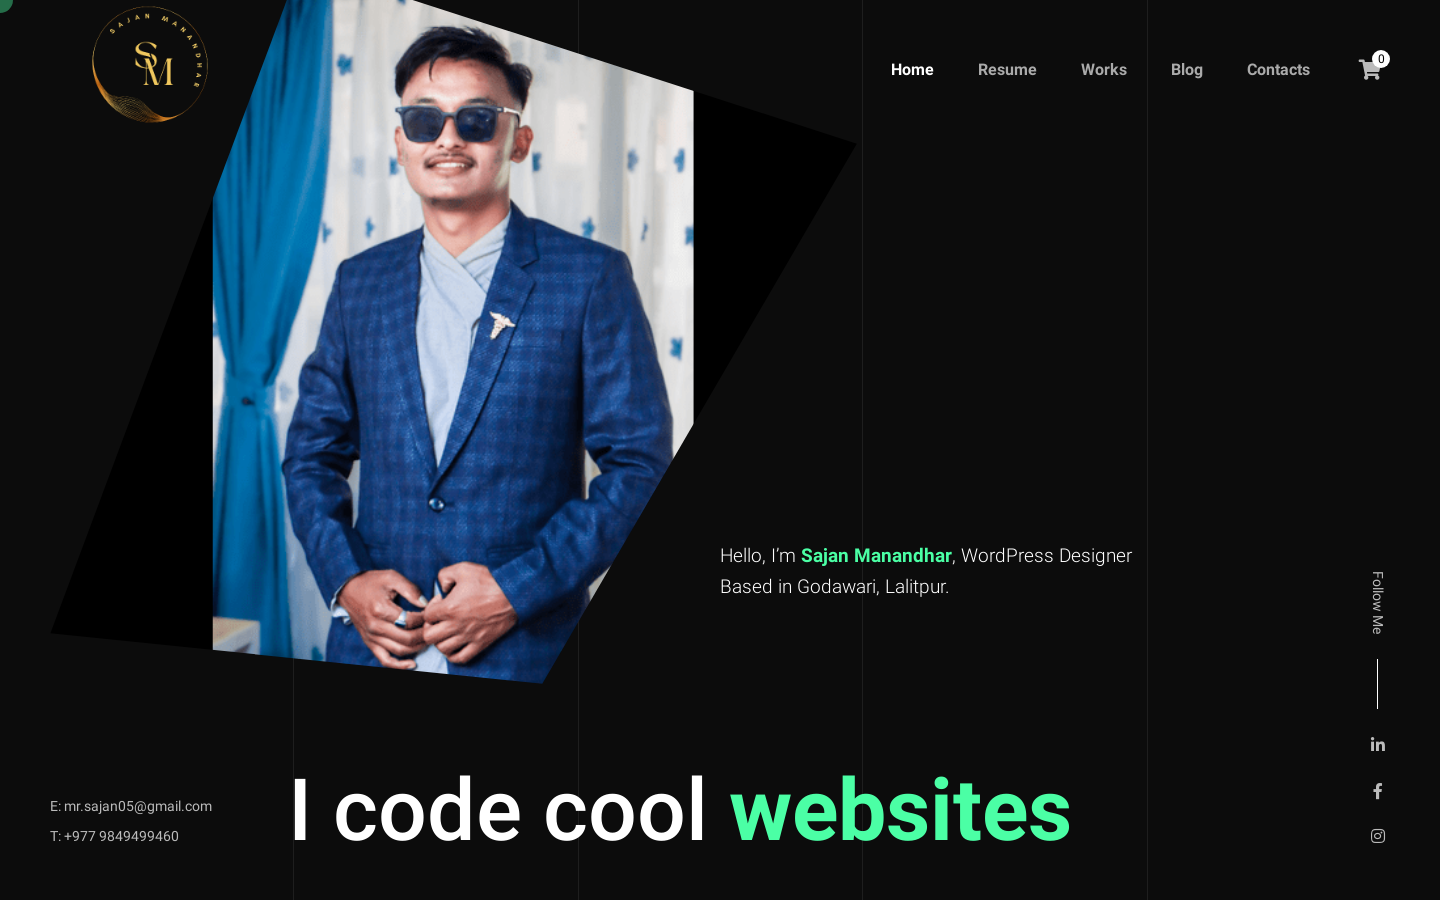 SAJAN MANANDHAR
SM
Home Resume Works Blog Contacts 0
Hello, I'm Sajan Manandhar, WordPress Designer
Based in Godawari, Lalitpur.
Follow Me
I code cool websites
E: mr.sajan05@gmail.com
T: +977 9849499460